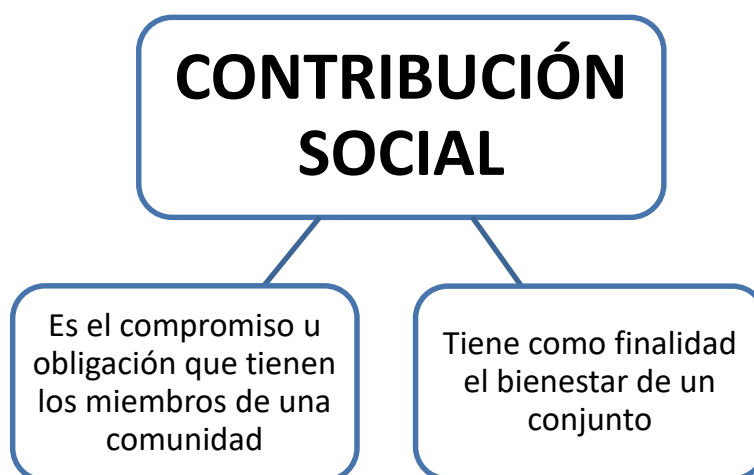 CONTRIBUCIÓN
SOCIAL
Es el compromiso u
obligación que tienen
los miembros de una
comunidad
Tiene como finalidad
el bienestar de un
conjunto